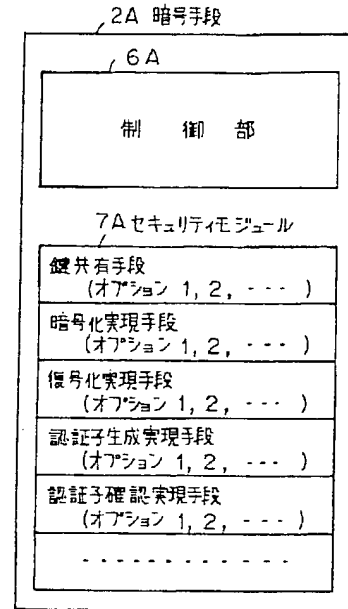 2A 暗号手段
6A
制御部
7Aセキュリティモジュール
鍵共有手段
(オプション 1, 2, --- )
暗号化実現手段
(オプション 1, 2, --- )
復号化実現手段
(オプション 1, 2, --- )
認証子生成実現手段
(オプション 1, 2, --- )
認証子確認実現手段
(オプション 1, 2, --- )
------------